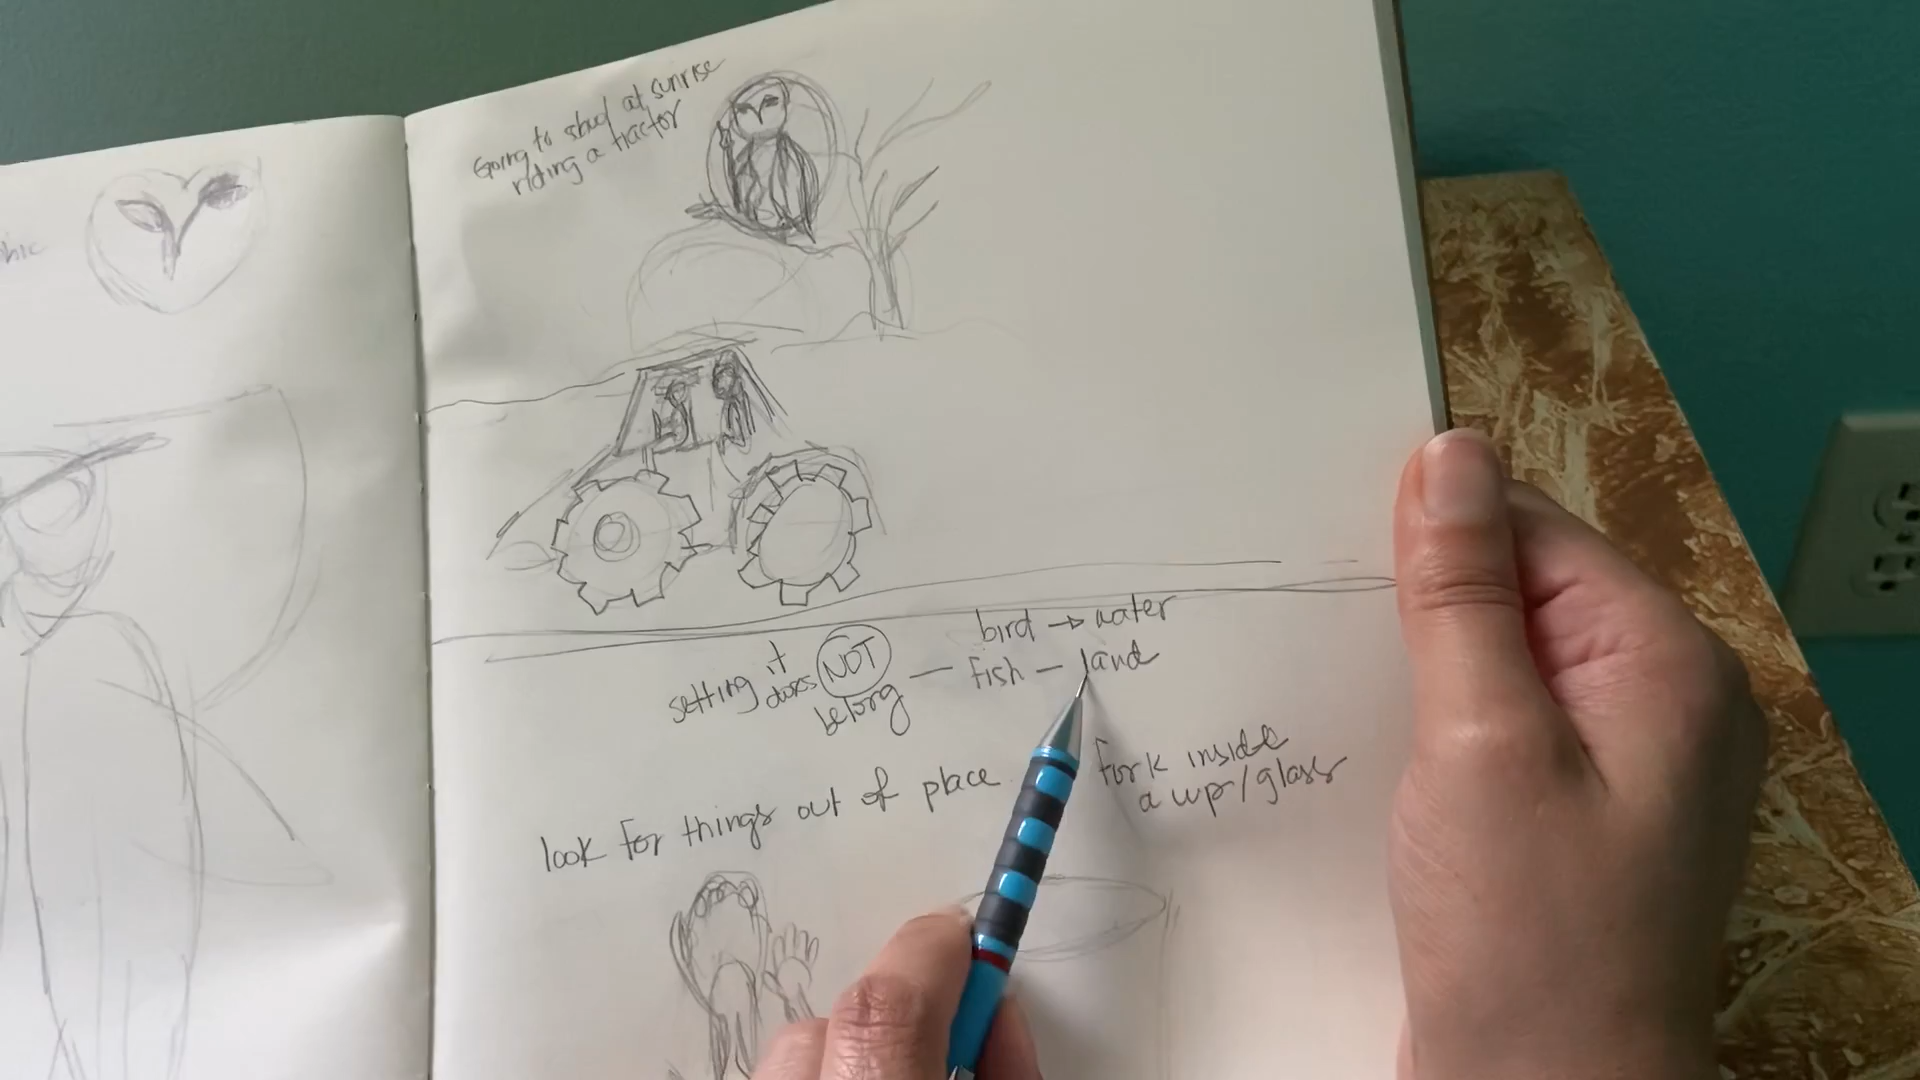 Going to stud at sunrise
riding a tractor
setting it
does NOT
belong — fish — land
bird → water
look for things out of place
fork inside
a cup/glass